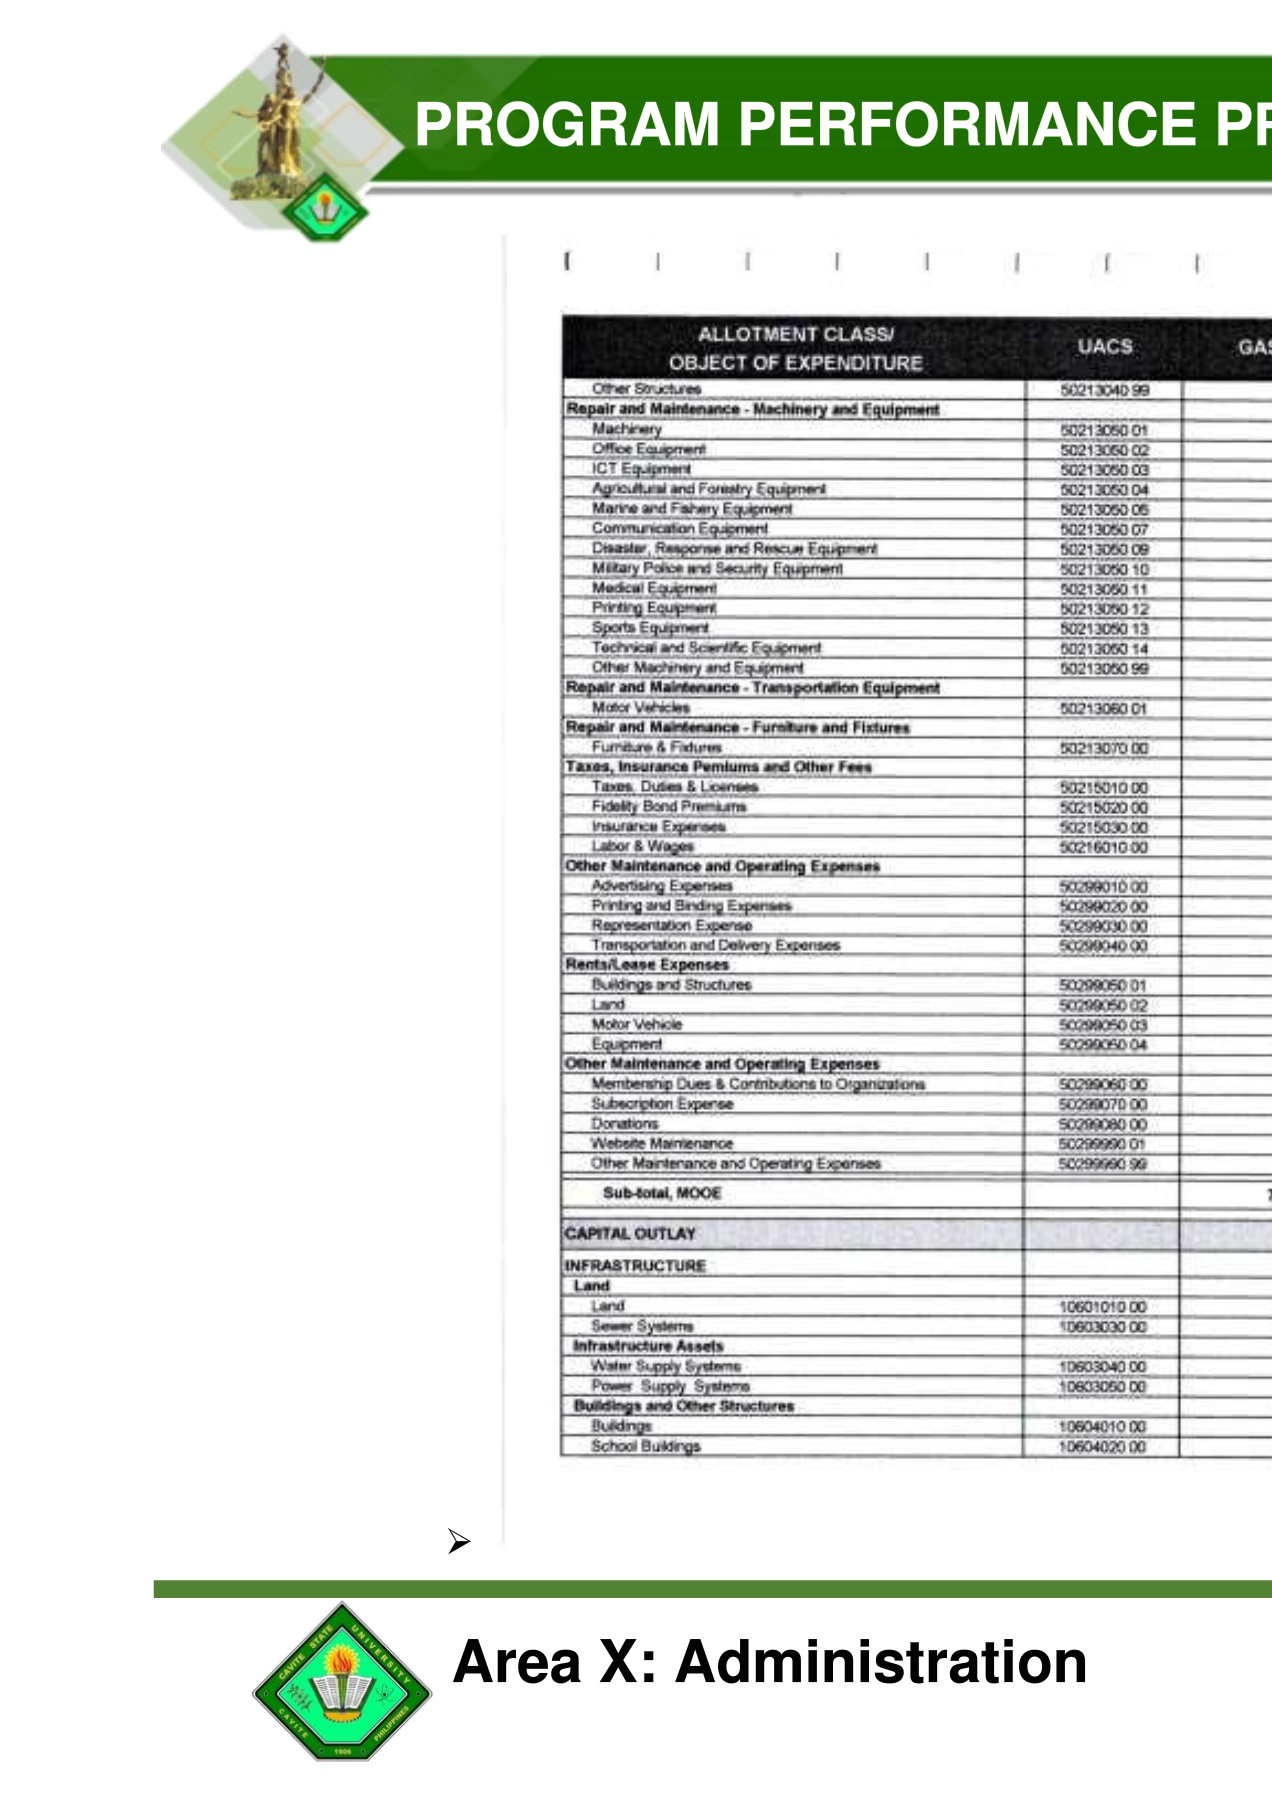 PROGRAM PERFORMANCE PR
ALLOTMENT CLASS/
OBJECT OF EXPENDITURE
UACS
GAS
Other Structures 50213040 99
Repair and Maintenance - Machinery and Equipment
Machinery 50213050 01
Office Equipment 50213050 02
ICT Equipment 50213050 03
Agricultural and Forestry Equipment 50213050 04
Marine and Fishery Equipment 50213050 05
Communication Equipment 50213050 07
Disaster, Response and Rescue Equipment 50213050 09
Military Police and Security Equipment 50213050 10
Medical Equipment 50213050 11
Printing Equipment 50213050 12
Sports Equipment 50213050 13
Technical and Scientific Equipment 50213050 14
Other Machinery and Equipment 50213050 99
Repair and Maintenance - Transportation Equipment
Motor Vehicles 50213060 01
Repair and Maintenance - Furniture and Fixtures
Furniture & Fixtures 50213070 00
Taxes, Insurance Pemiums and Other Fees
Taxes, Duties & Licenses 50215010 00
Fidelity Bond Premiums 50215020 00
Insurance Expenses 50215030 00
Labor & Wages 50216010 00
Other Maintenance and Operating Expenses
Advertising Expenses 50299010 00
Printing and Binding Expenses 50299020 00
Representation Expense 50299030 00
Transportation and Delivery Expenses 50299040 00
Rents/Lease Expenses
Buildings and Structures 50299050 01
Land 50299050 02
Motor Vehicle 50299050 03
Equipment 50299050 04
Other Maintenance and Operating Expenses
Membership Dues & Contributions to Organizations 50299060 00
Subscription Expense 50299070 00
Donations 50299080 00
Website Maintenance 50299990 01
Other Maintenance and Operating Expenses 50299990 99
Sub-total, MOOE
CAPITAL OUTLAY
INFRASTRUCTURE
Land
Land 10601010 00
Sewer Systems 10603030 00
Infrastructure Assets
Water Supply Systems 10603040 00
Power Supply Systems 10603050 00
Buildings and Other Structures
Buildings 10604010 00
School Buildings 10604020 00
CAVITE STATE UNIVERSITY
CAVITE 1906 PHILIPPINES
Area X: Administration